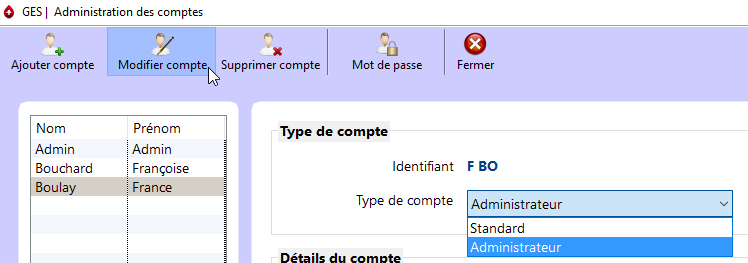 GES | Administration des comptes
Ajouter compte Modifier compte Supprimer compte Mot de passe Fermer
Nom Prénom
Admin Admin
Bouchard Françoise
Boulay France
Type de compte
Identifiant F BO
Type de compte Administrateur
Standard
Administrateur
Détails du compte